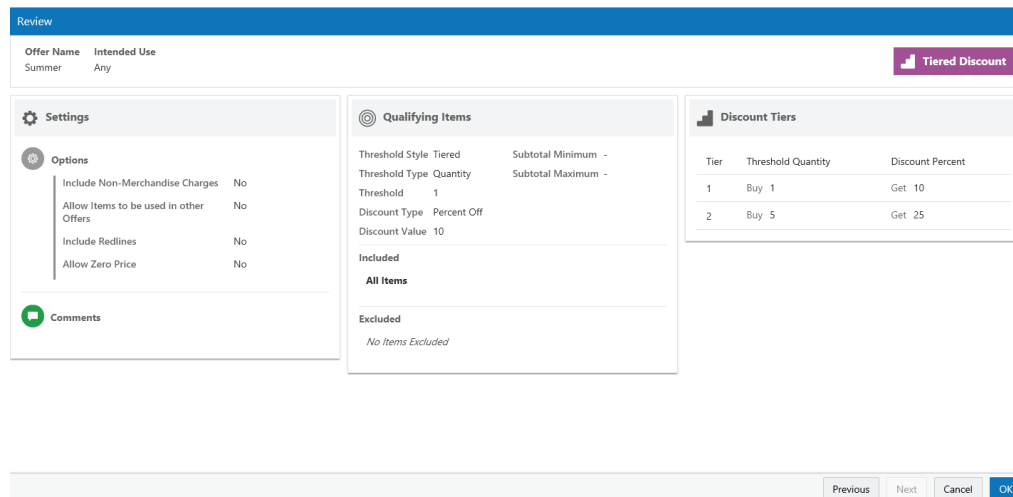 Review
Offer Name Intended Use
Summer Any
Tiered Discount
Settings
Options
Include Non-Merchandise Charges No
Allow Items to be used in other No
Offers
Include Redlines No
Allow Zero Price No
Comments
Qualifying Items
Threshold Style Tiered Subtotal Minimum -
Threshold Type Quantity Subtotal Maximum -
Threshold 1
Discount Type Percent Off
Discount Value 10
Included
All Items
Excluded
No Items Excluded
Discount Tiers
Tier Threshold Quantity Discount Percent
1 Buy 1 Get 10
2 Buy 5 Get 25
Previous Next Cancel OK